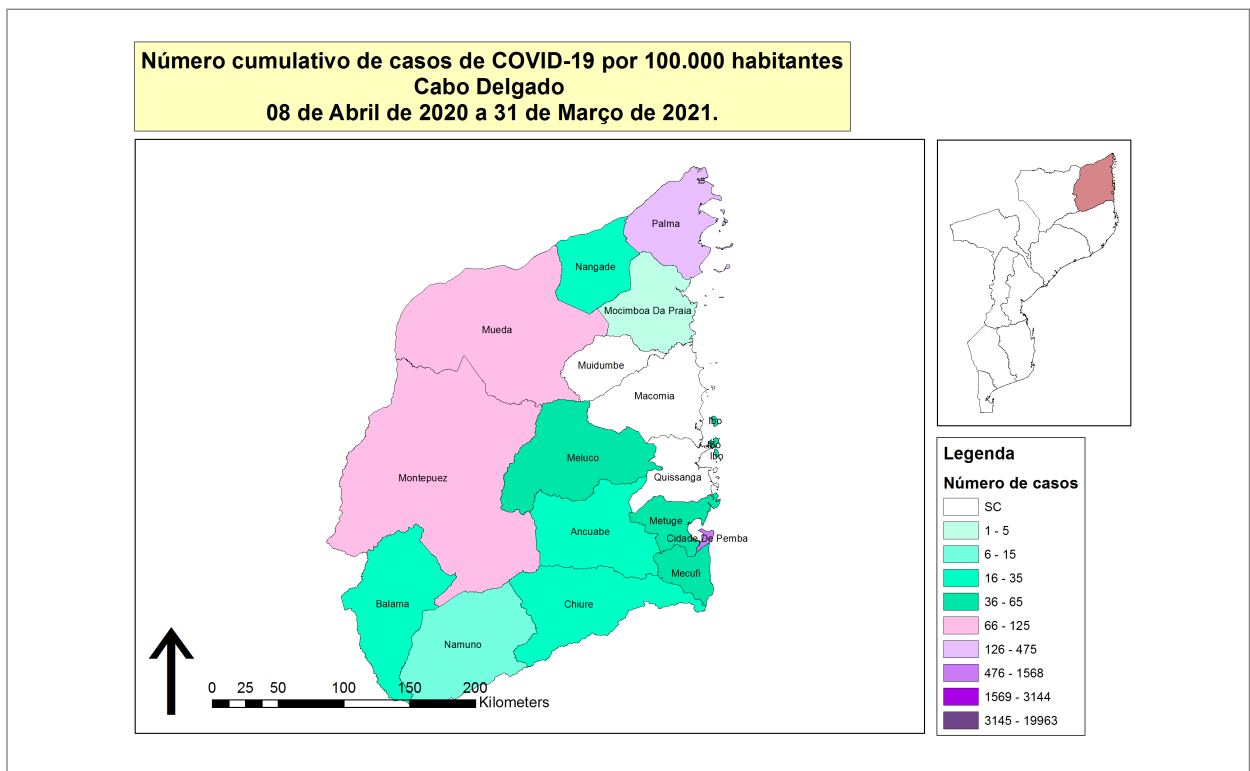 Número cumulativo de casos de COVID-19 por 100.000 habitantes
Cabo Delgado
08 de Abril de 2020 a 31 de Março de 2021.
Palma
Nangade
Mocimboa Da Praia
Mueda
Muidumbe
Macomia
Ibo
Ibo
Ibo
Meluco
Quissanga
Montepuez
Metuge
Ancuabe
Cidade De Pemba
Mecufi
Balama
Chiure
Namuno
0 25 50 100 150 200
Kilometers
Legenda
Número de casos
SC
1 - 5
6 - 15
16 - 35
36 - 65
66 - 125
126 - 475
476 - 1568
1569 - 3144
3145 - 19963